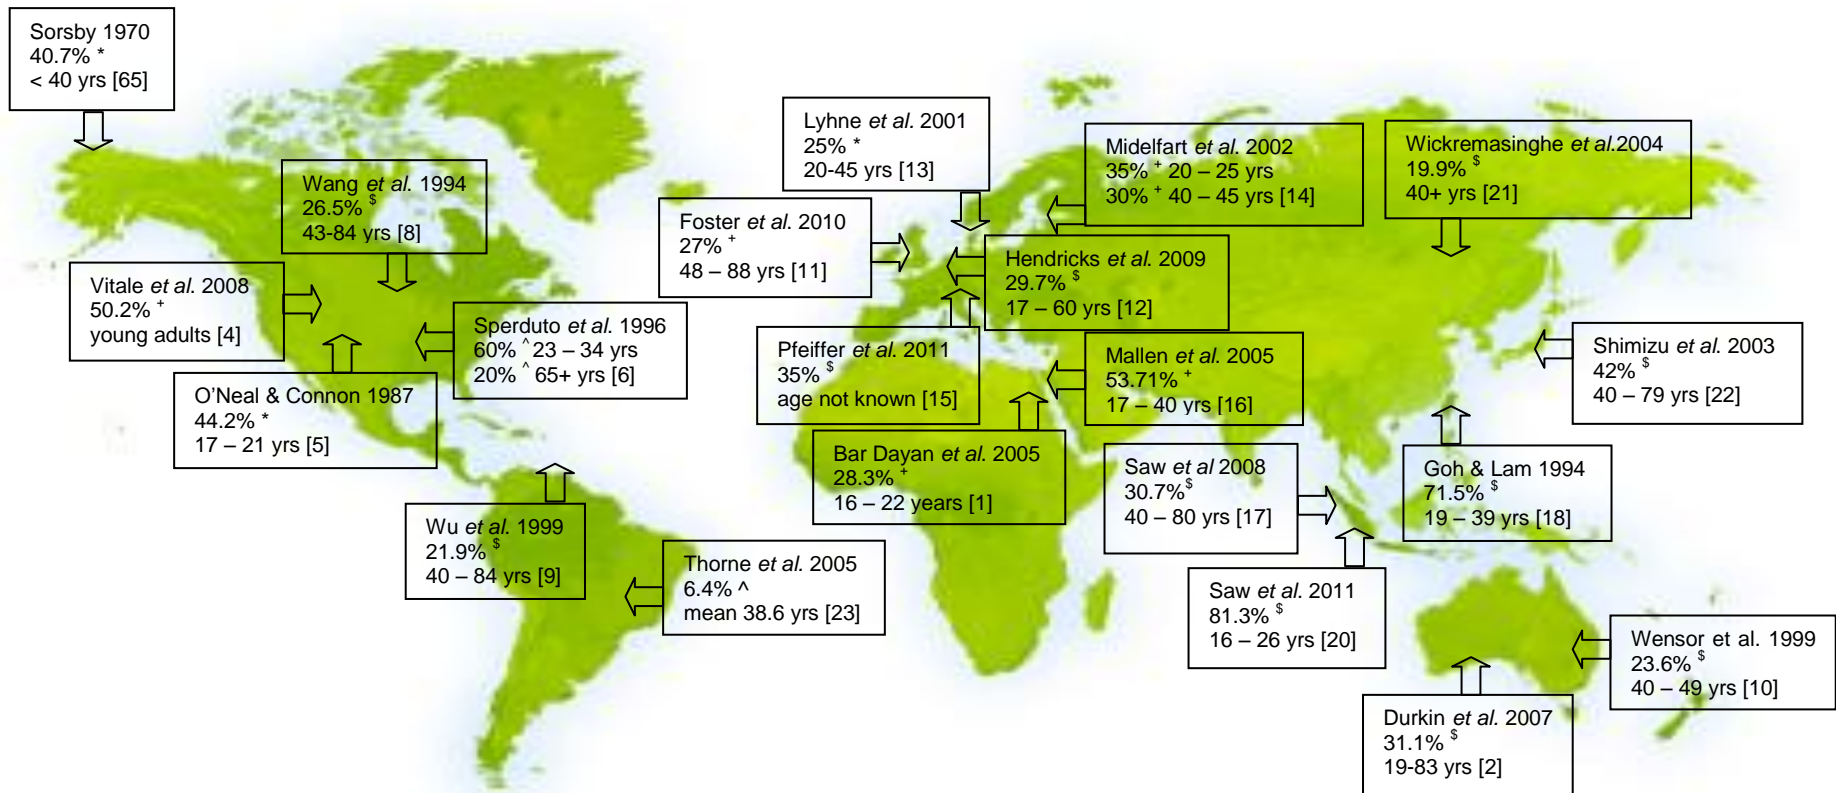 Sorsby 1970
40.7% *
< 40 yrs [65]
Wang et al. 1994
26.5% $
43-84 yrs [8]
Vitale et al. 2008
50.2% +
young adults [4]
Sperduto et al. 1996
60% ^ 23 – 34 yrs
20% ^ 65+ yrs [6]
O'Neal & Connon 1987
44.2% *
17 – 21 yrs [5]
Wu et al. 1999
21.9% $
40 – 84 yrs [9]
Thorne et al. 2005
6.4% ^
mean 38.6 yrs [23]
Lyhne et al. 2001
25% *
20-45 yrs [13]
Foster et al. 2010
27% +
48 – 88 yrs [11]
Midelfart et al. 2002
35% + 20 – 25 yrs
30% + 40 – 45 yrs [14]
Hendricks et al. 2009
29.7% $
17 – 60 yrs [12]
Pfeiffer et al. 2011
35% $
age not known [15]
Mallen et al. 2005
53.71% +
17 – 40 yrs [16]
Bar Dayan et al. 2005
28.3% +
16 – 22 years [1]
Wickremasinghe et al.2004
19.9% $
40+ yrs [21]
Shimizu et al. 2003
42% $
40 – 79 yrs [22]
Saw et al 2008
30.7% $
40 – 80 yrs [17]
Goh & Lam 1994
71.5% $
19 – 39 yrs [18]
Saw et al. 2011
81.3% $
16 – 26 yrs [20]
Wensor et al. 1999
23.6% $
40 – 49 yrs [10]
Durkin et al. 2007
31.1% $
19-83 yrs [2]